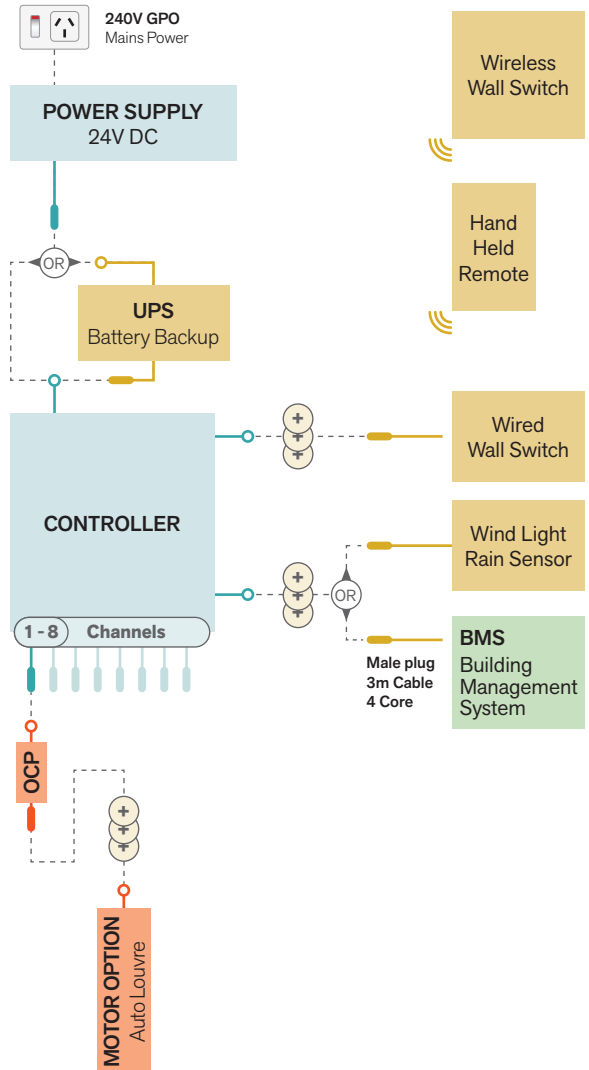 240V GPO
Mains Power
POWER SUPPLY
24V DC
OR
UPS
Battery Backup
Wireless
Wall Switch
Hand
Held
Remote
CONTROLLER
1 - 8 Channels
Wired
Wall Switch
Wind Light
Rain Sensor
OR
Male plug
3m Cable
4 Core
BMS
Building
Management
System
OCP
MOTOR OPTION
Auto Louvre